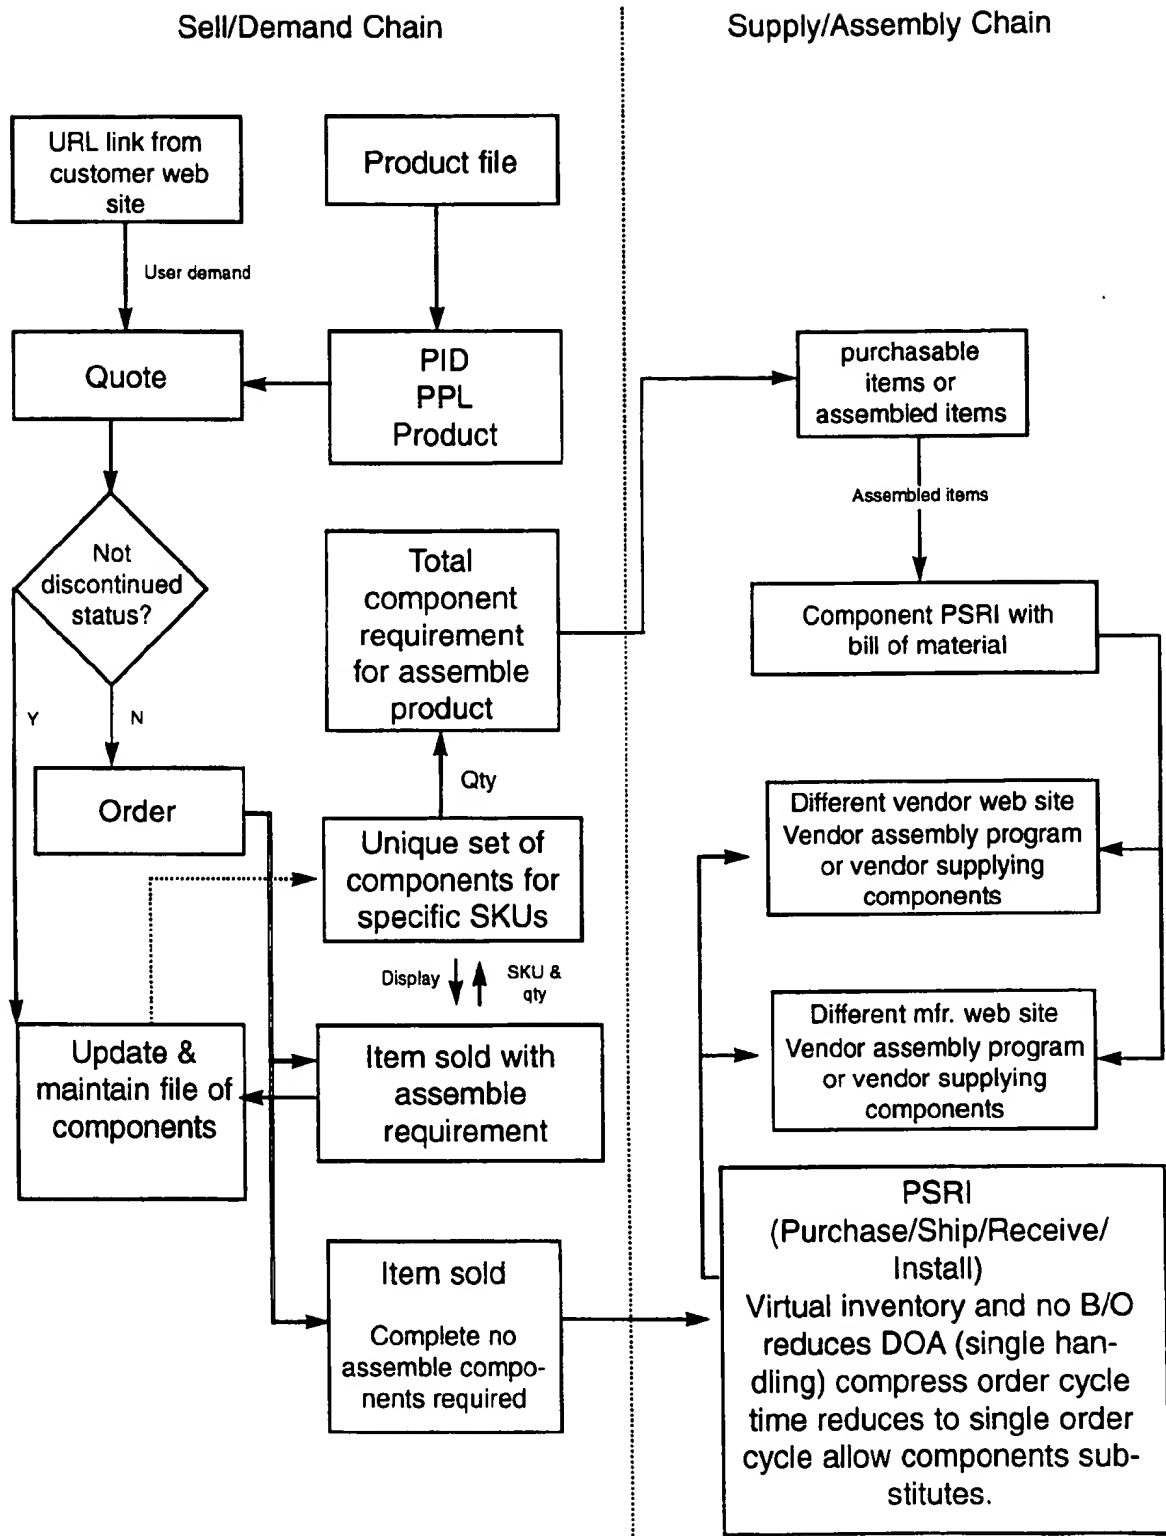 Sell/Demand Chain
Supply/Assembly Chain
URL link from
customer web
site
Product file
User demand
Quote
PID
PPL
Product
purchasable
items or
assembled items
Assembled items
Not
discontinued
status?
Total
component
requirement
for assemble
product
Component PSRI with
bill of material
Y
N
Qty
Order
Unique set of
components for
specific SKUs
Different vendor web site
Vendor assembly program
or vendor supplying
components
Display
SKU &
qty
Different mfr. web site
Vendor assembly program
or vendor supplying
components
Update &
maintain file of
components
Item sold with
assemble
requirement
PSRI
(Purchase/Ship/Receive/
Install)
Virtual inventory and no B/O
reduces DOA (single han-
dling) compress order cycle
time reduces to single order
cycle allow components sub-
stitutes.
Item sold
Complete no
assemble compo-
nents required